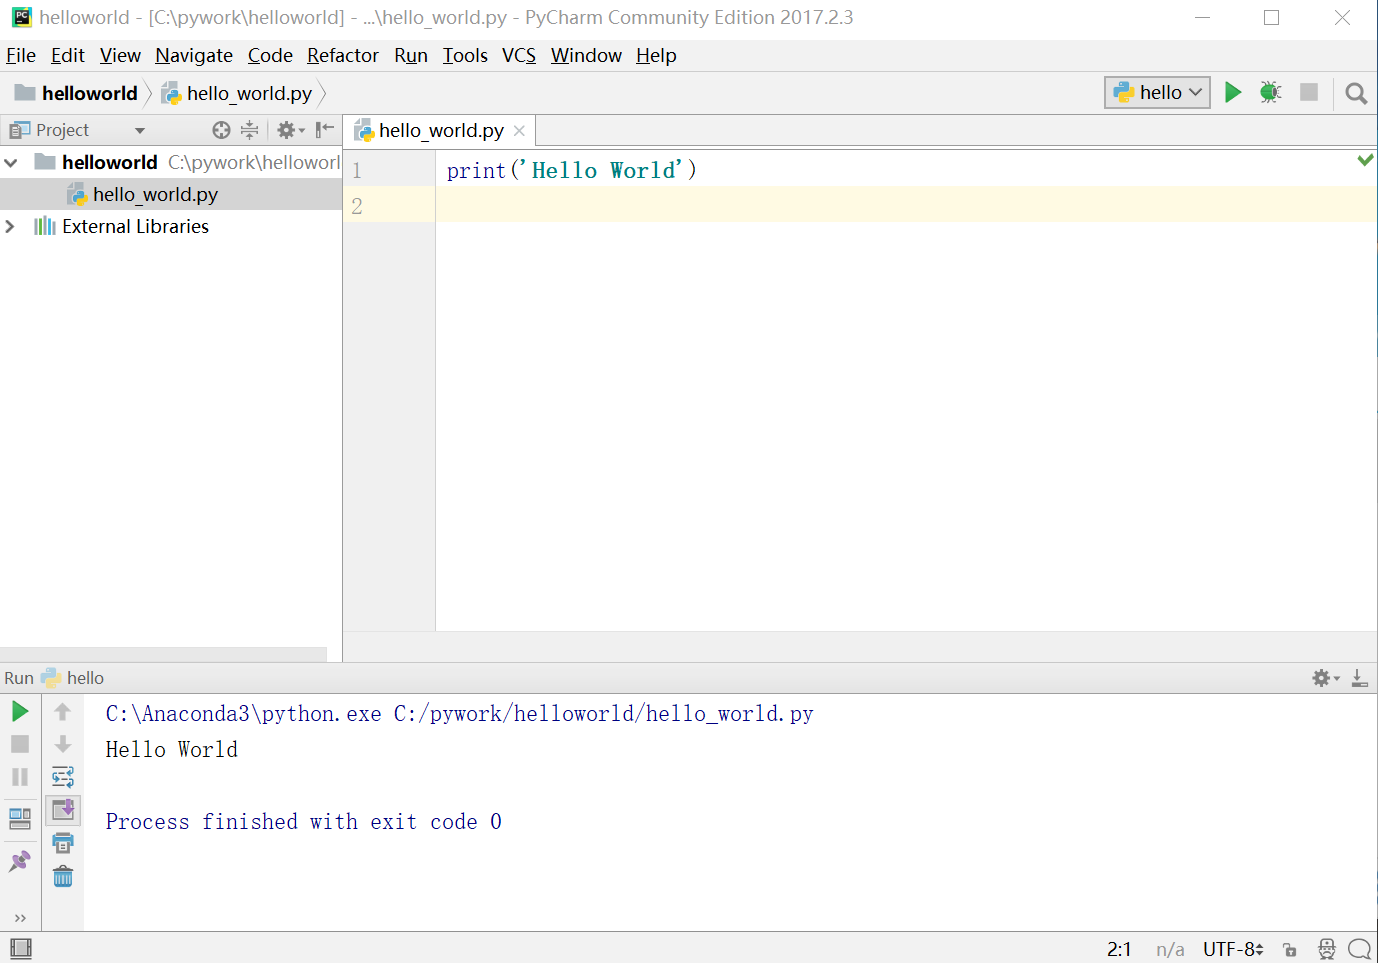 helloworld - [C:\pywork\helloworld] - ...\hello_world.py - PyCharm Community Edition 2017.2.3
File Edit View Navigate Code Refactor Run Tools VCS Window Help
helloworld hello_world.py hello
Project hello_world.py
helloworld C:\pywork\helloworl
hello_world.py
External Libraries
1 print('Hello World')
2
Run hello
C:\Anaconda3\python.exe C:/pywork/helloworld/hello_world.py
Hello World
Process finished with exit code 0
2:1 n/a UTF-8